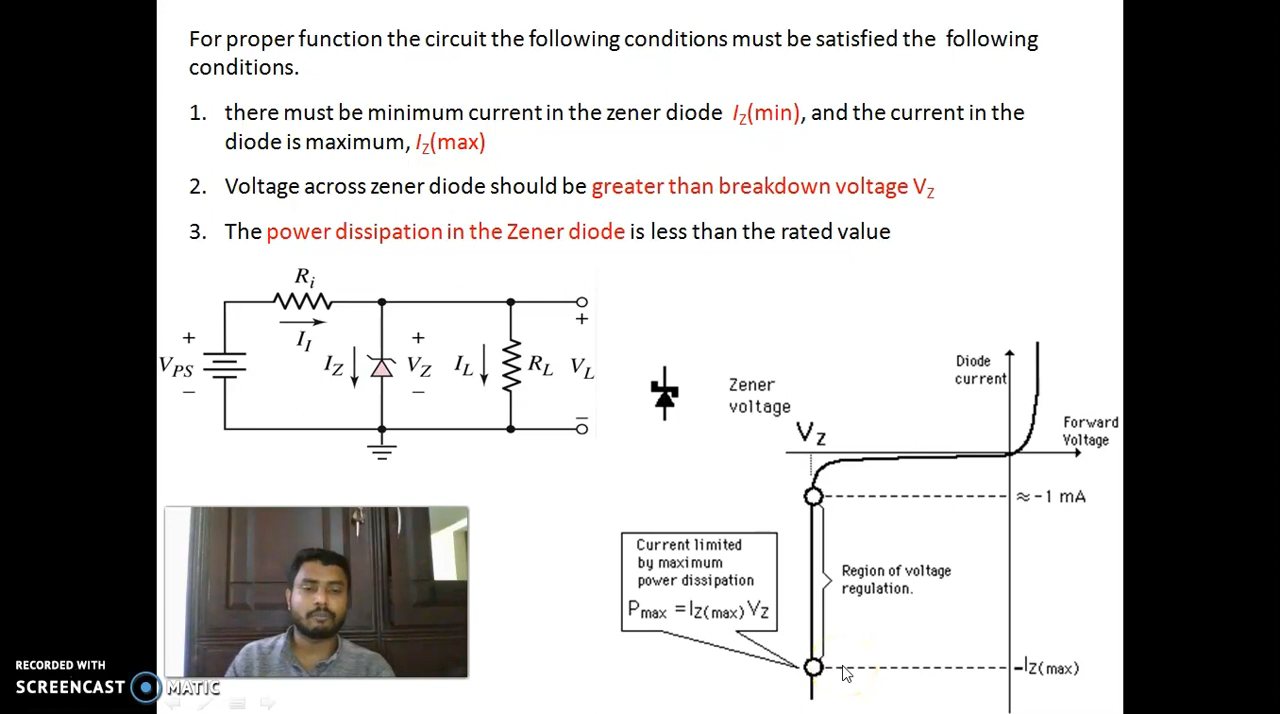 For proper function the circuit the following conditions must be satisfied the following
conditions.
1. there must be minimum current in the zener diode IZ(min), and the current in the
diode is maximum, IZ(max)
2. Voltage across zener diode should be greater than breakdown voltage VZ
3. The power dissipation in the Zener diode is less than the rated value
Ri
II
+
VPS
−
IZ
+
VZ
−
IL
RL
+
VL
−
Zener
voltage
VZ
Diode
current
Forward
Voltage
≈ -1 mA
Current limited
by maximum
power dissipation
Pmax = IZ(max) VZ
Region of voltage
regulation.
-IZ(max)
RECORDED WITH
SCREENCAST MATIC